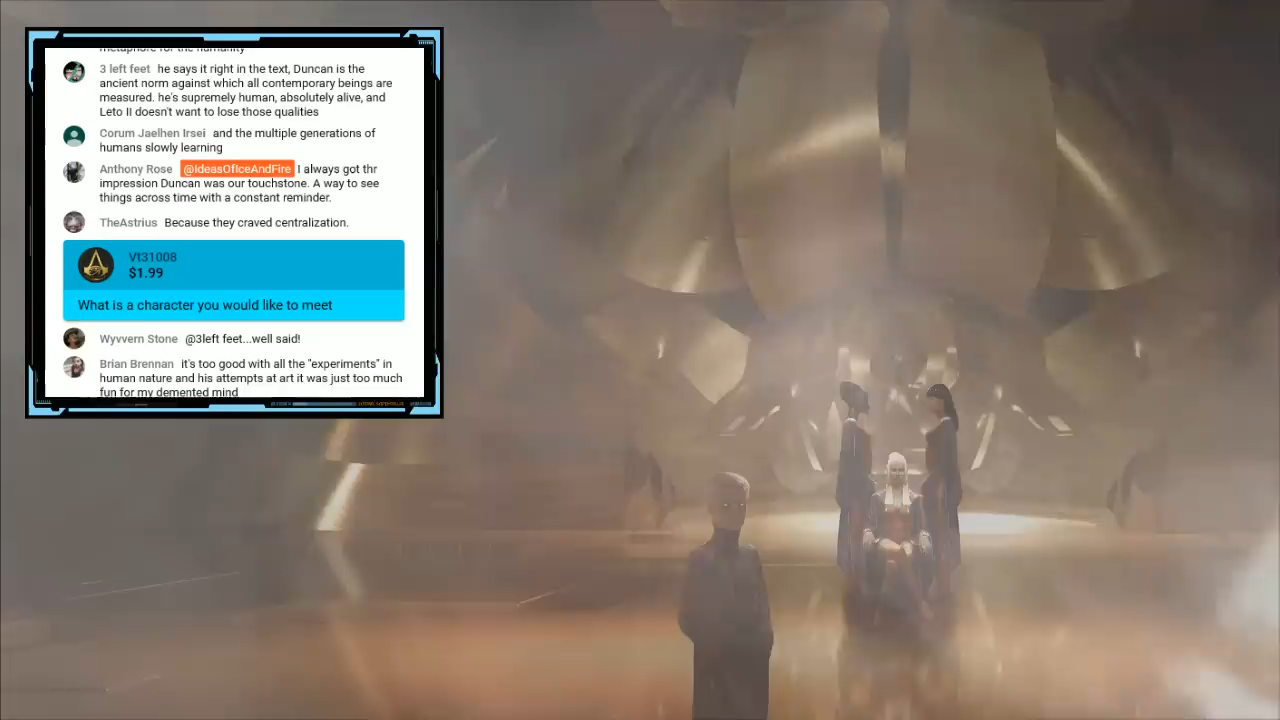 metaphore for the humanity
3 left feet he says it right in the text, Duncan is the
ancient norm against which all contemporary beings are
measured. he's supremely human, absolutely alive, and
Leto II doesn't want to lose those qualities
Corum Jaelhen Irsei and the multiple generations of
humans slowly learning
Anthony Rose @IdeasOfIceAndFire I always got thr
impression Duncan was our touchstone. A way to see
things across time with a constant reminder.
TheAstrius Because they craved centralization.
Vt31008
$1.99
What is a character you would like to meet
Wyvvern Stone @3left feet...well said!
Brian Brennan it's too good with all the "experiments" in
human nature and his attempts at art it was just too much
fun for my demented mind